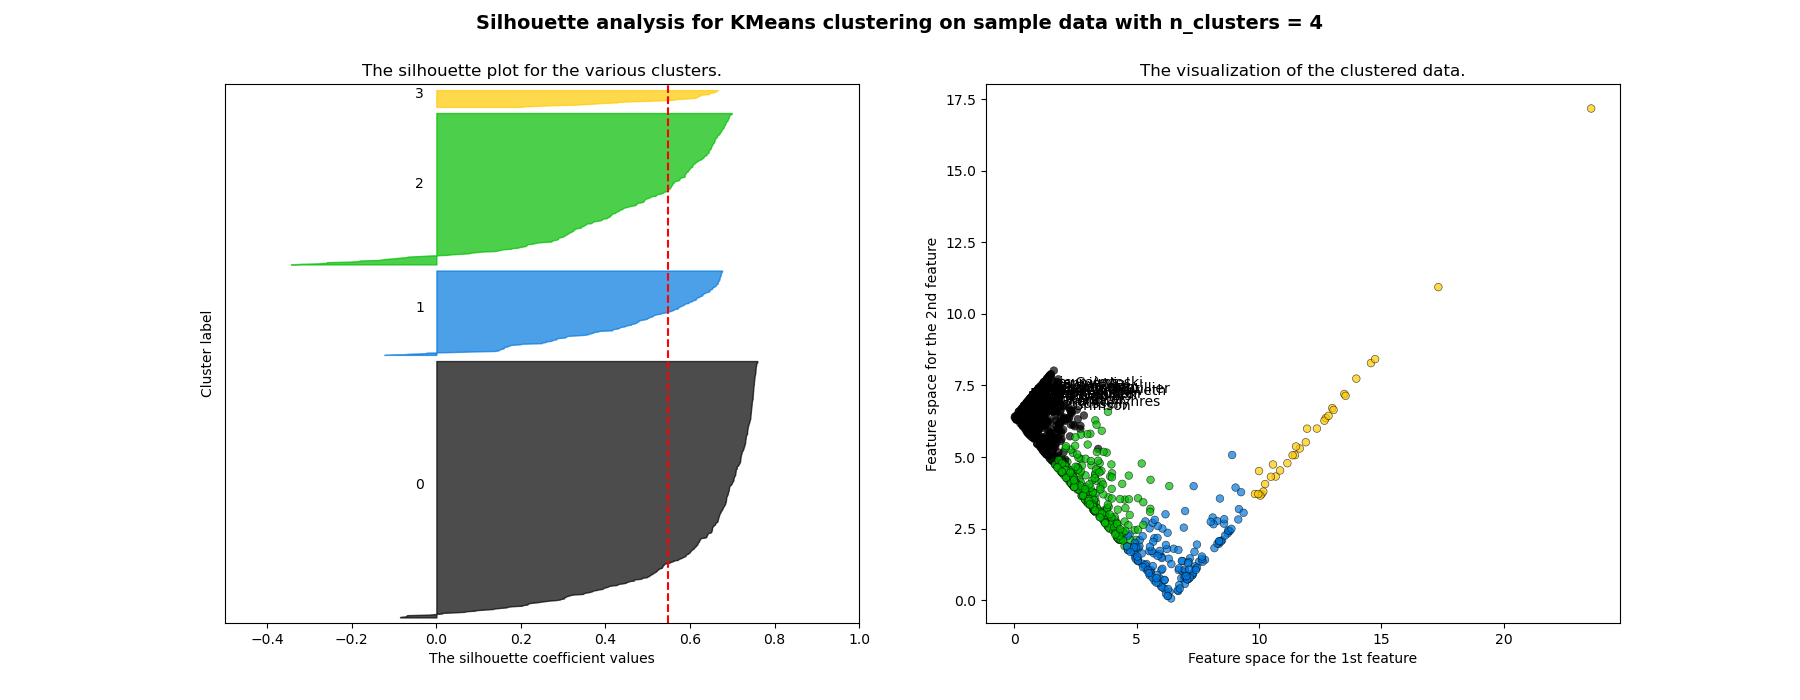 Silhouette analysis for KMeans clustering on sample data with n_clusters = 4
The silhouette plot for the various clusters.
Cluster label
3
2
1
0
−0.4 −0.2 0.0 0.2 0.4 0.6 0.8 1.0
The silhouette coefficient values
The visualization of the clustered data.
Feature space for the 2nd feature
17.5
15.0
12.5
10.0
7.5
5.0
2.5
0.0
0 5 10 15 20
Feature space for the 1st feature